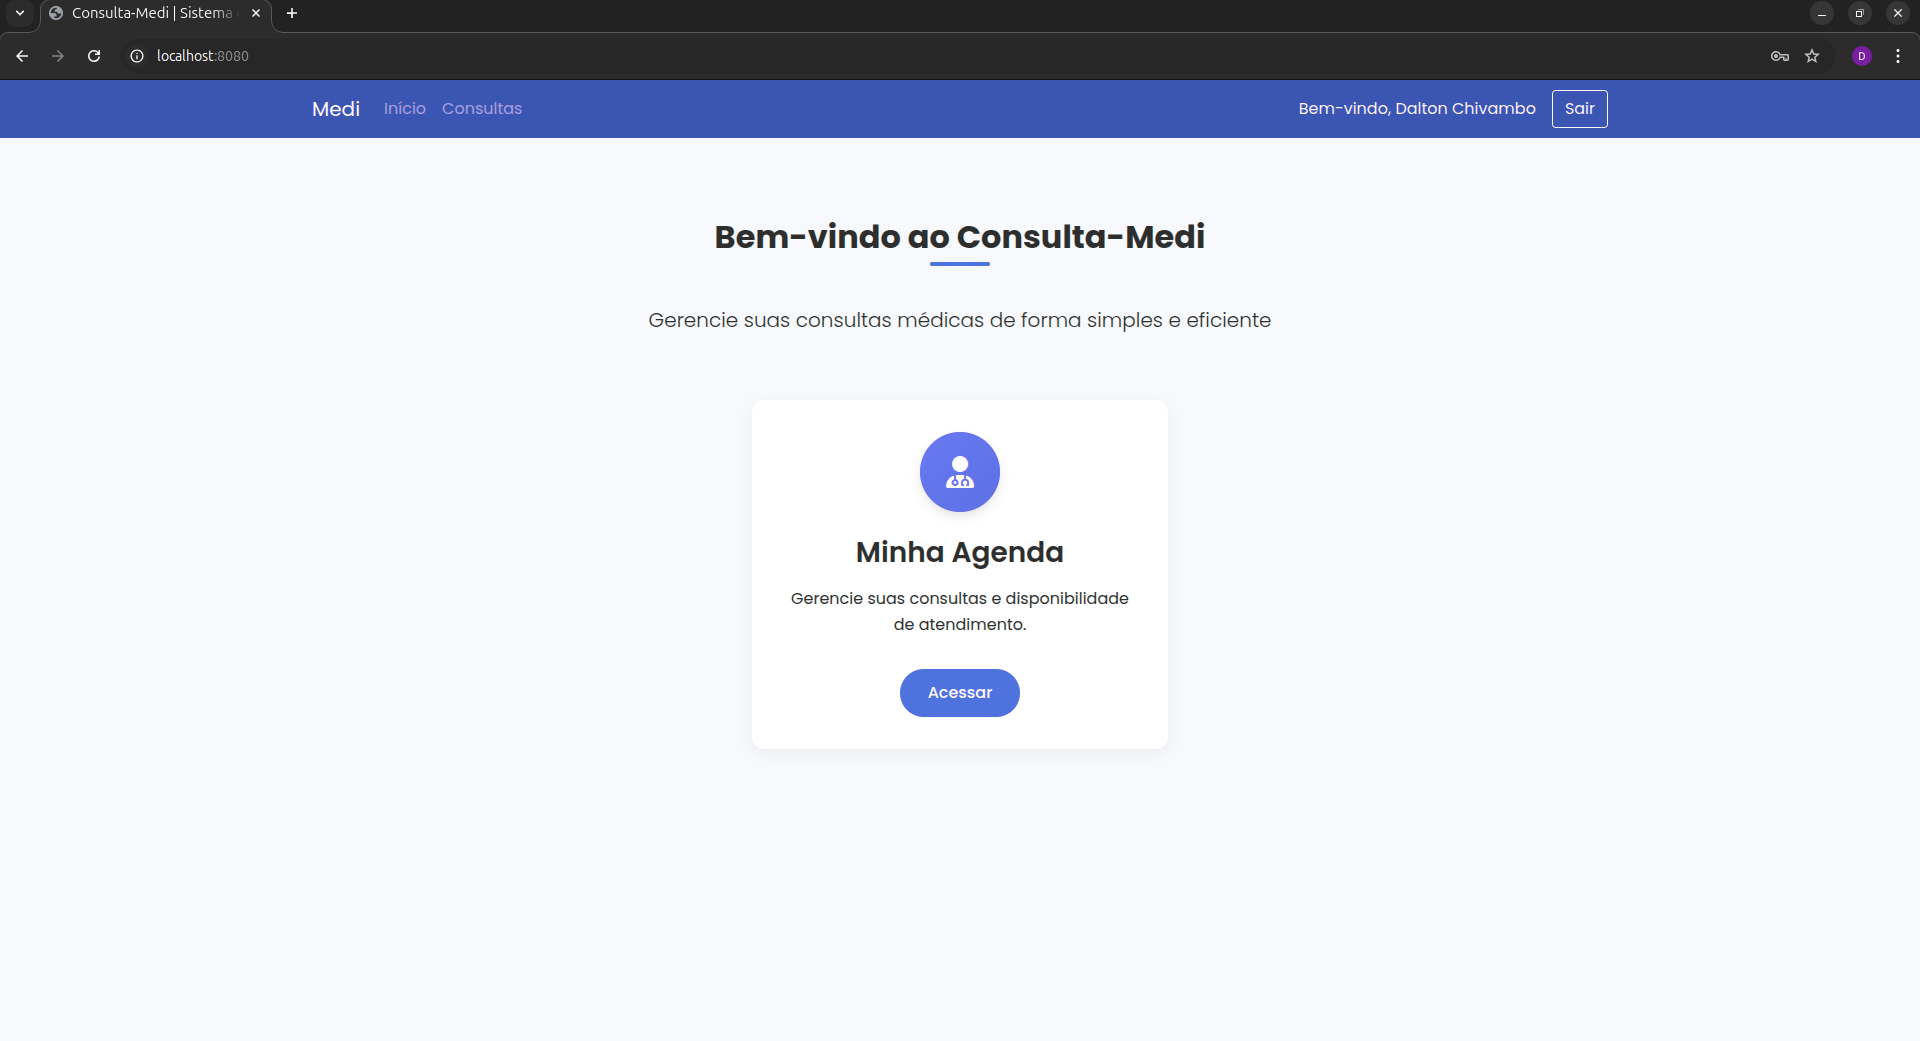 Consulta-Medi | Sistema
localhost:8080
Medi Início Consultas Bem-vindo, Dalton Chivambo Sair
Bem-vindo ao Consulta-Medi
Gerencie suas consultas médicas de forma simples e eficiente
Minha Agenda
Gerencie suas consultas e disponibilidade
de atendimento.
Acessar
D